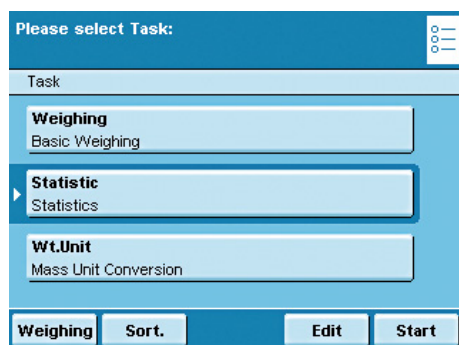 Please select Task:
Task
Weighing
Basic Weighing
Statistic
Statistics
Wt.Unit
Mass Unit Conversion
Weighing Sort. Edit Start